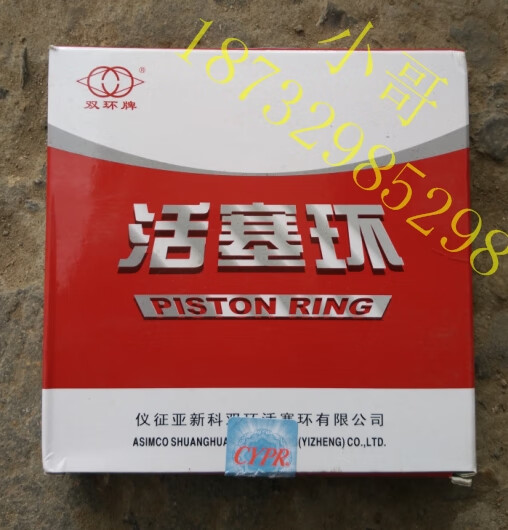 小哥
18732985298
®
双环牌
活塞环
PISTON RING
仪征亚新科双环活塞环有限公司
ASIMCO SHUANGHUA (YIZHENG) CO.,LTD.
CYPR